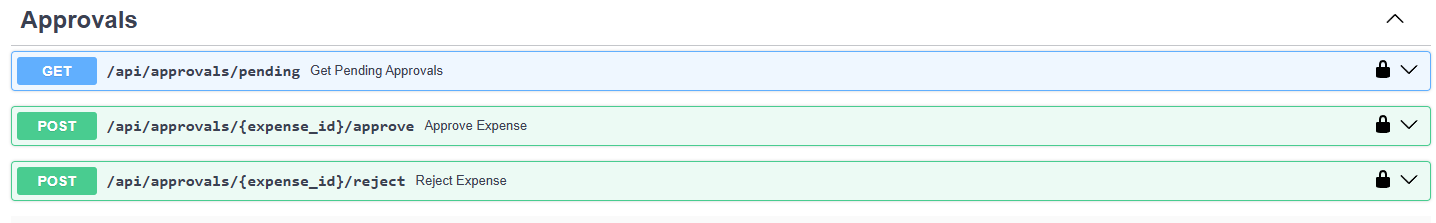 Approvals
GET /api/approvals/pending Get Pending Approvals
POST /api/approvals/{expense_id}/approve Approve Expense
POST /api/approvals/{expense_id}/reject Reject Expense